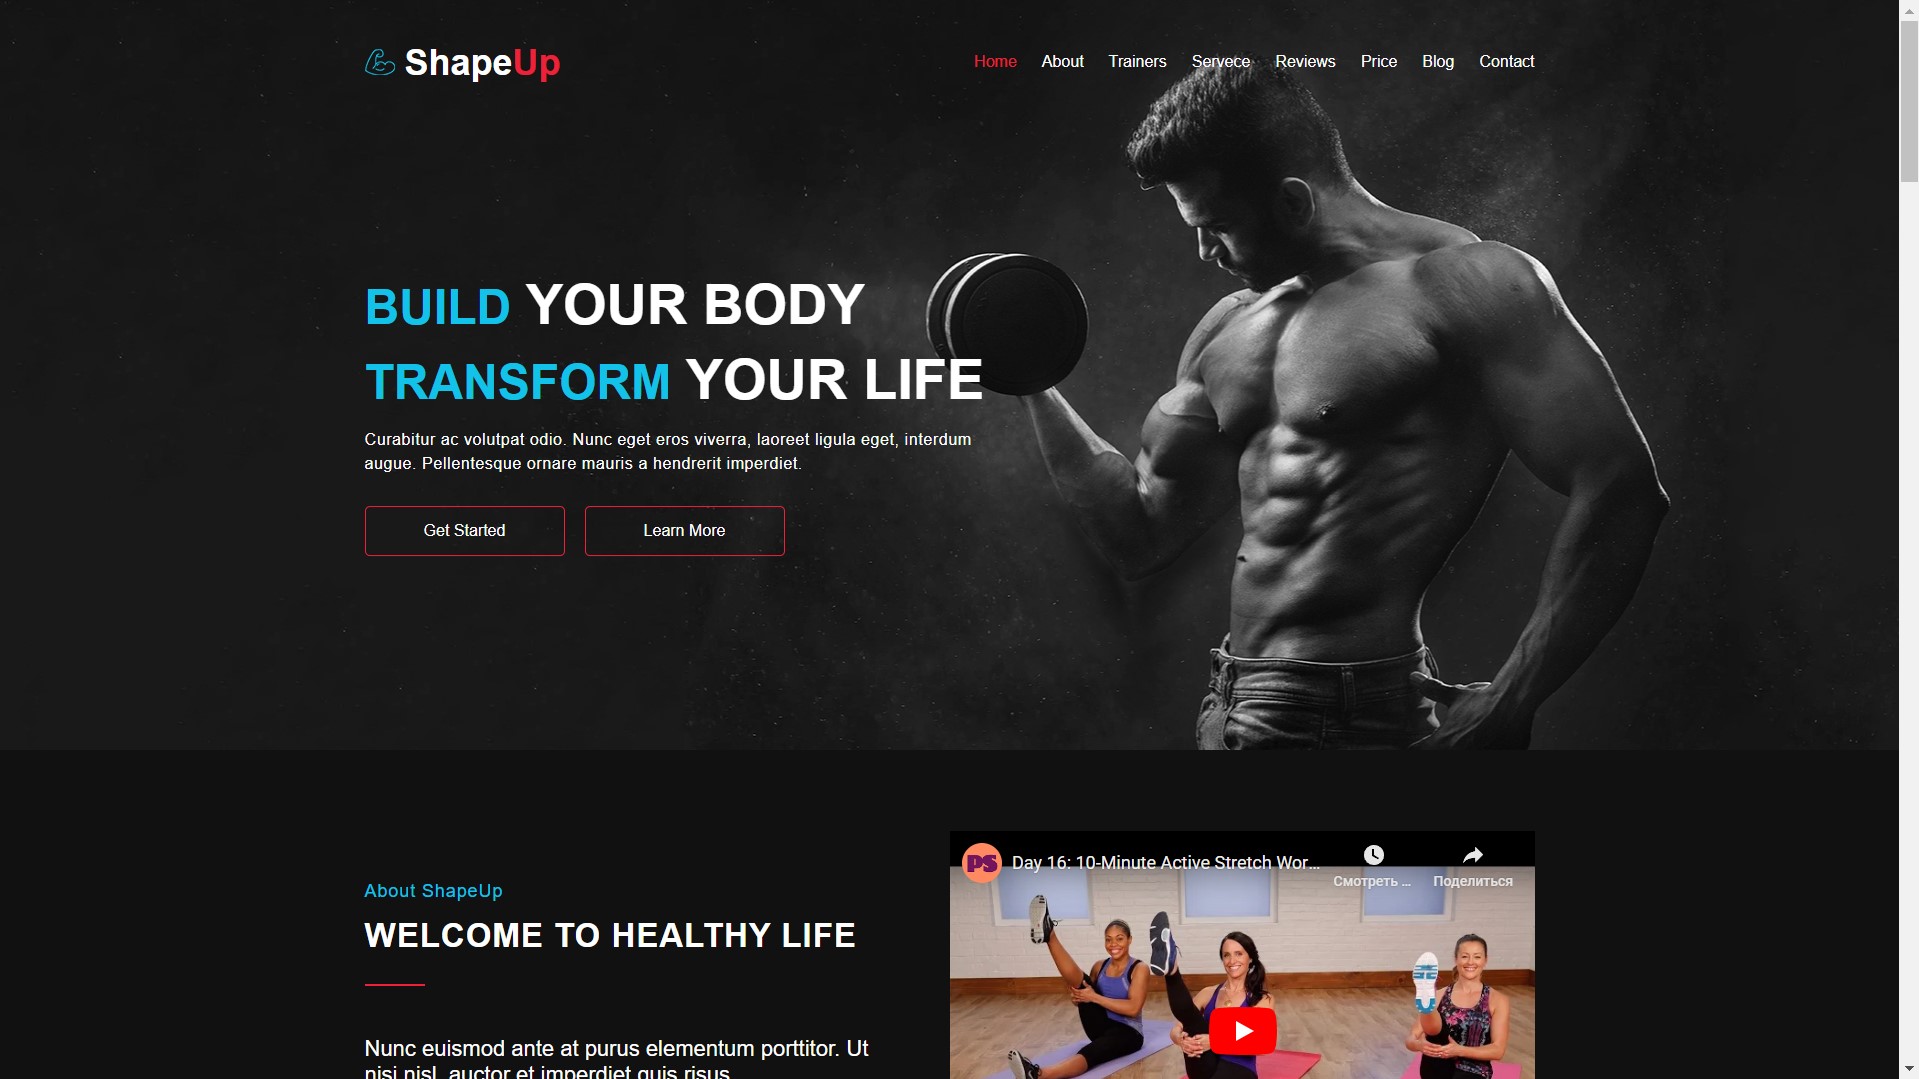 ShapeUp
Home About Trainers Servece Reviews Price Blog Contact
BUILD YOUR BODY
TRANSFORM YOUR LIFE
Curabitur ac volutpat odio. Nunc eget eros viverra, laoreet ligula eget, interdum
augue. Pellentesque ornare mauris a hendrerit imperdiet.
Get Started Learn More
About ShapeUp
WELCOME TO HEALTHY LIFE
Nunc euismod ante at purus elementum porttitor. Ut
nisi nisl, auctor et imperdiet quis risus
PS
Day 16: 10-Minute Active Stretch Wor...
Смотреть ... Поделиться